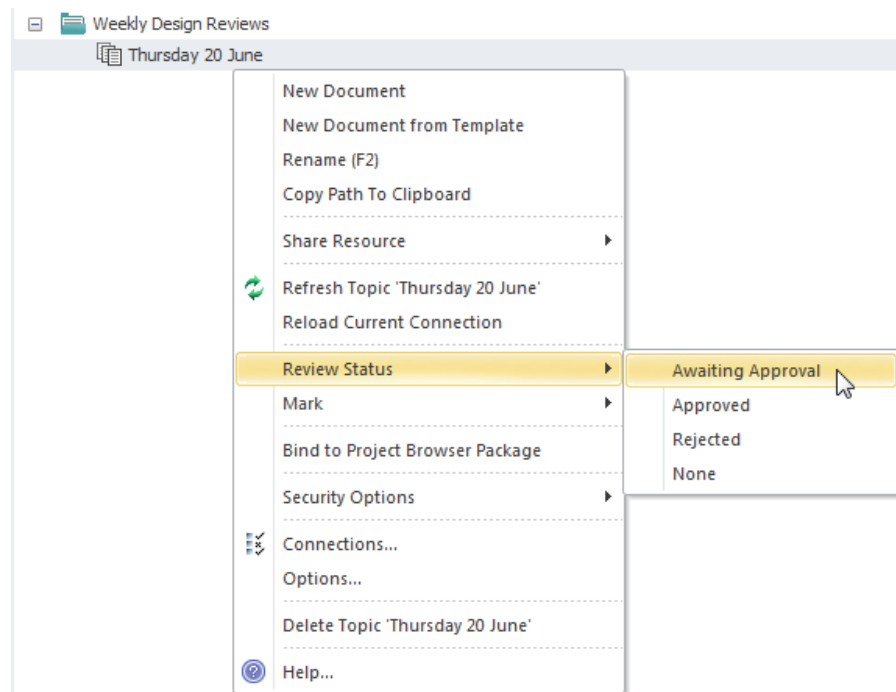 Weekly Design Reviews
Thursday 20 June
New Document
New Document from Template
Rename (F2)
Copy Path To Clipboard
Share Resource
Refresh Topic 'Thursday 20 June'
Reload Current Connection
Review Status
Awaiting Approval
Mark
Approved
Rejected
Bind to Project Browser Package
None
Security Options
Connections...
Options...
Delete Topic 'Thursday 20 June'
Help...